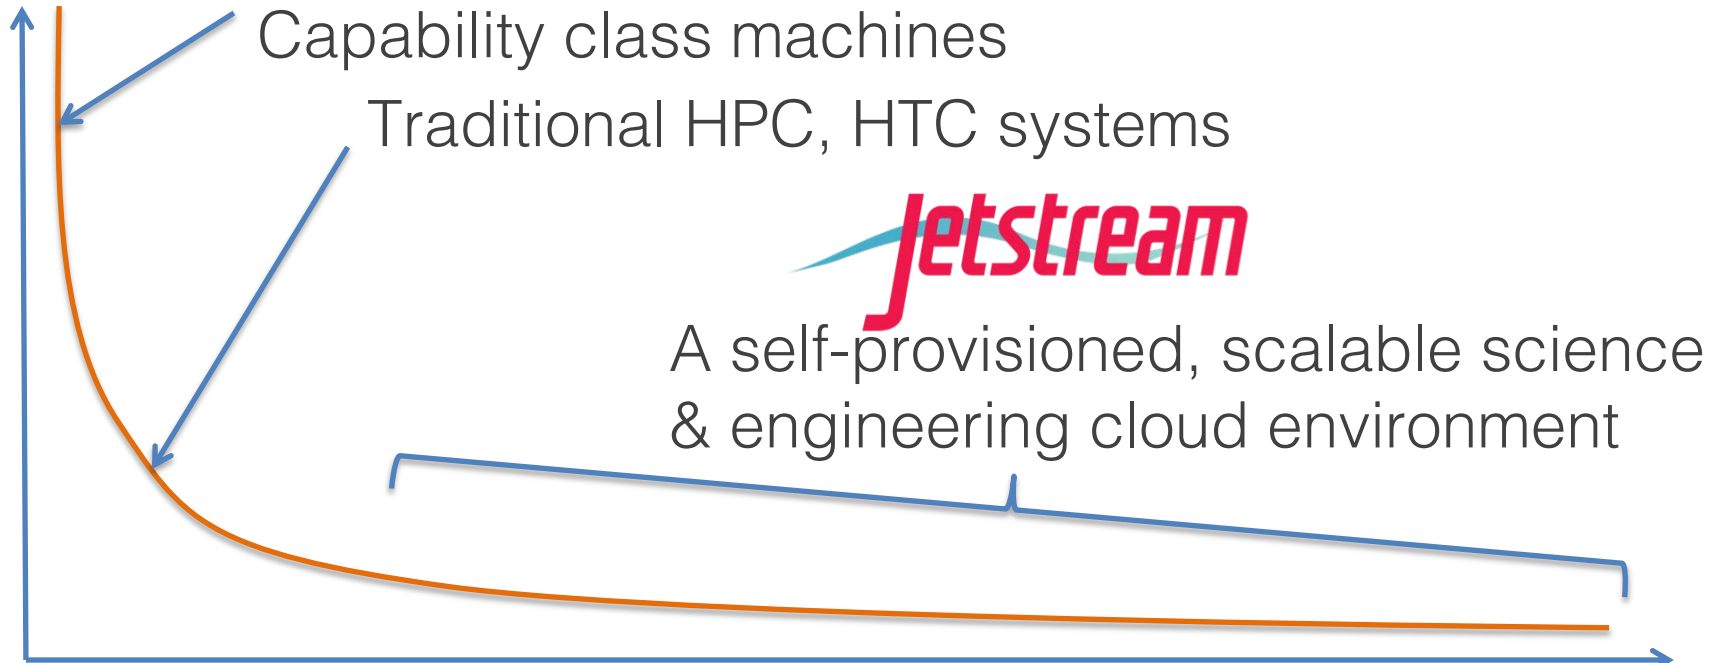 Capability class machines
Traditional HPC, HTC systems
Jetstream
A self-provisioned, scalable science
& engineering cloud environment